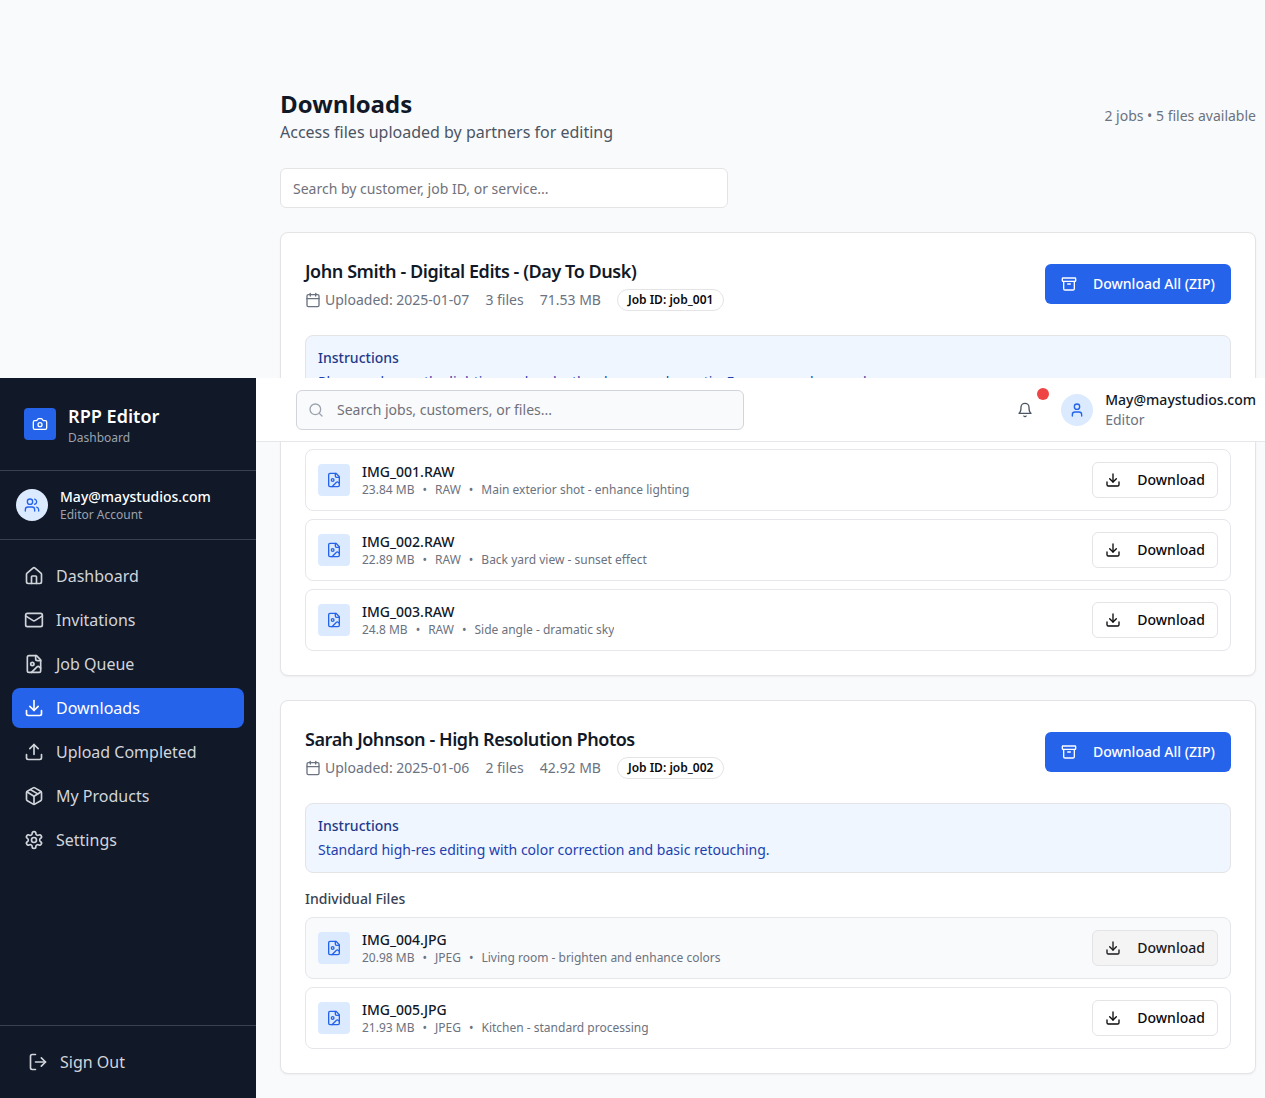 Downloads
Access files uploaded by partners for editing
2 jobs • 5 files available
Search by customer, job ID, or service...
John Smith - Digital Edits - (Day To Dusk)
Uploaded: 2025-01-07 3 files 71.53 MB Job ID: job_001
Download All (ZIP)
Instructions
RPP Editor
Dashboard
Search jobs, customers, or files...
May@maystudios.com
Editor
May@maystudios.com
Editor Account
Dashboard
Invitations
Job Queue
Downloads
Upload Completed
My Products
Settings
Sign Out
IMG_001.RAW
23.84 MB • RAW • Main exterior shot - enhance lighting
Download
IMG_002.RAW
22.89 MB • RAW • Back yard view - sunset effect
Download
IMG_003.RAW
24.8 MB • RAW • Side angle - dramatic sky
Download
Sarah Johnson - High Resolution Photos
Uploaded: 2025-01-06 2 files 42.92 MB Job ID: job_002
Download All (ZIP)
Instructions
Standard high-res editing with color correction and basic retouching.
Individual Files
IMG_004.JPG
20.98 MB • JPEG • Living room - brighten and enhance colors
Download
IMG_005.JPG
21.93 MB • JPEG • Kitchen - standard processing
Download